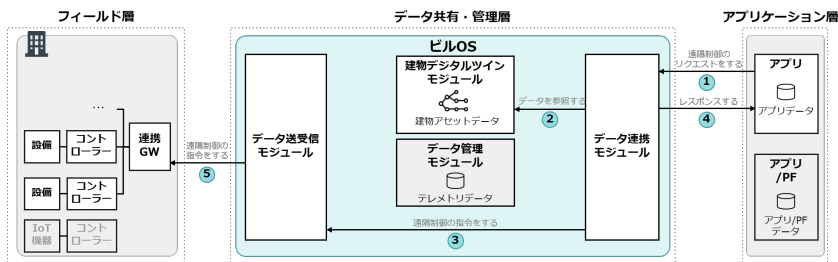 フィールド層
データ共有・管理層
アプリケーション層
ビルOS
設備
コント
ローラー
設備
コント
ローラー
IoT
機器
コント
ローラー
…
連携
GW
遠隔制御の
指令をする
5
データ送受信
モジュール
建物デジタルツイン
モジュール
建物アセットデータ
データ管理
モジュール
テレメトリデータ
データを参照する
2
遠隔制御の指令をする
3
データ連携
モジュール
遠隔制御の
リクエストをする
1
レスポンスする
4
アプリ
アプリデータ
アプリ
/PF
アプリ/PF
データ